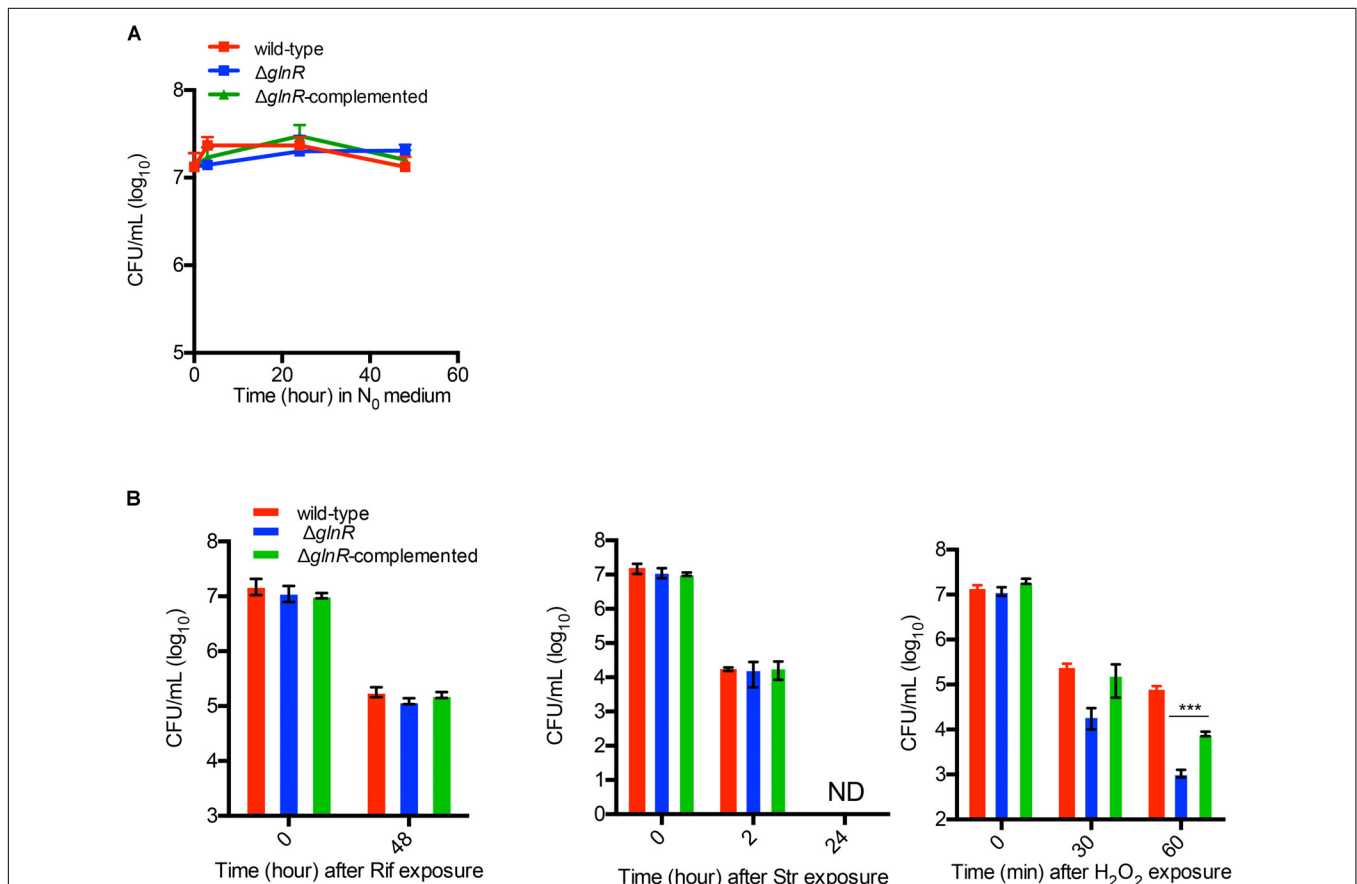 A
wild-type
ΔglnR
ΔglnR-complemented
8
7
6
5
CFU/mL (log10)
0 20 40 60
Time (hour) in N0 medium
B
wild-type
ΔglnR
ΔglnR-complemented
8
7
6
5
4
3
CFU/mL (log10)
0 48
Time (hour) after Rif exposure
8
7
6
5
4
3
2
1
0
CFU/mL (log10)
ND
0 2 24
Time (hour) after Str exposure
8
7
6
5
4
3
2
CFU/mL (log10)
***
0 30 60
Time (min) after H2O2 exposure